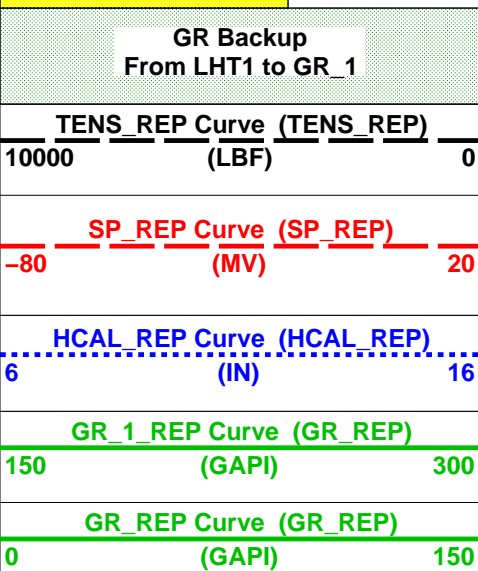 GR Backup
From LHT1 to GR_1
TENS_REP Curve (TENS_REP)
10000 (LBF) 0
SP_REP Curve (SP_REP)
−80 (MV) 20
HCAL_REP Curve (HCAL_REP)
6 (IN) 16
GR_1_REP Curve (GR_REP)
150 (GAPI) 300
GR_REP Curve (GR_REP)
0 (GAPI) 150